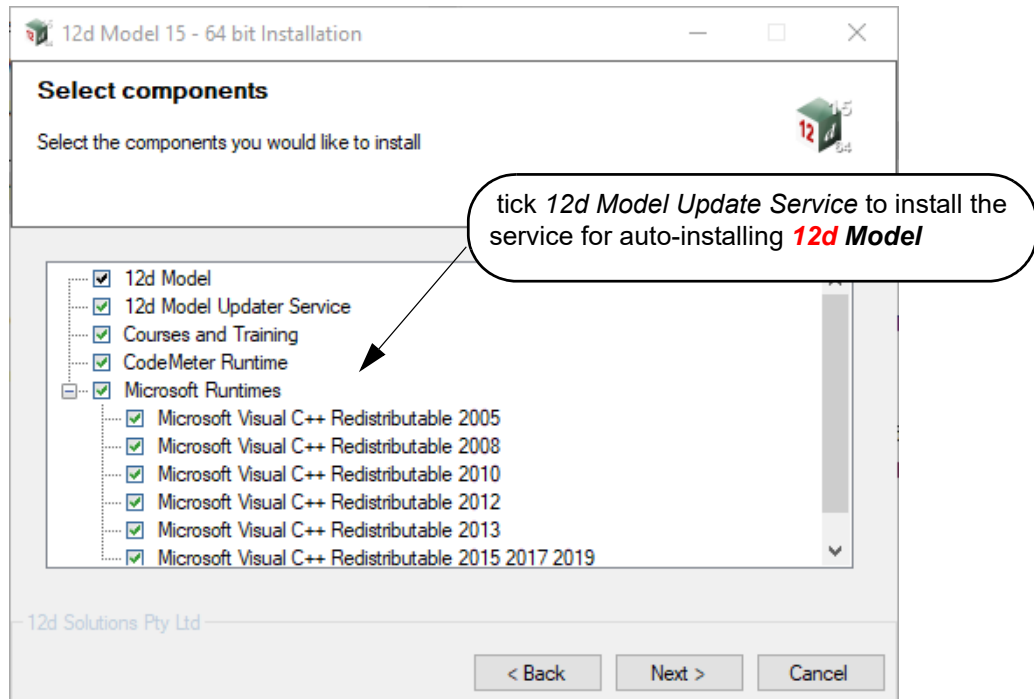 12d Model 15 - 64 bit Installation
Select components
Select the components you would like to install
15
12 d
64
tick 12d Model Update Service to install the
service for auto-installing 12d Model
12d Model
12d Model Updater Service
Courses and Training
CodeMeter Runtime
Microsoft Runtimes
Microsoft Visual C++ Redistributable 2005
Microsoft Visual C++ Redistributable 2008
Microsoft Visual C++ Redistributable 2010
Microsoft Visual C++ Redistributable 2012
Microsoft Visual C++ Redistributable 2013
Microsoft Visual C++ Redistributable 2015 2017 2019
12d Solutions Pty Ltd
< Back Next > Cancel